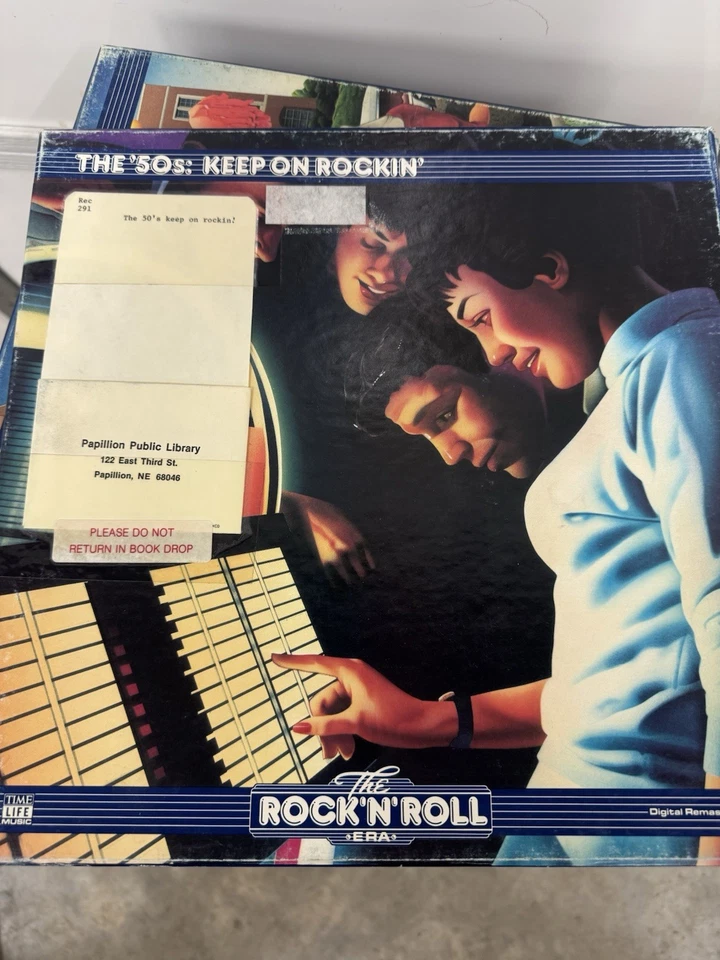 THE '50s: KEEP ON ROCKIN'
Rec
291
The 50's keep on rockin!
Papillion Public Library
122 East Third St.
Papillion, NE 68046
PLEASE DO NOT
RETURN IN BOOK DROP
The
ROCK'N'ROLL
ERA
TIME
LIFE
MUSIC
Digital Remas